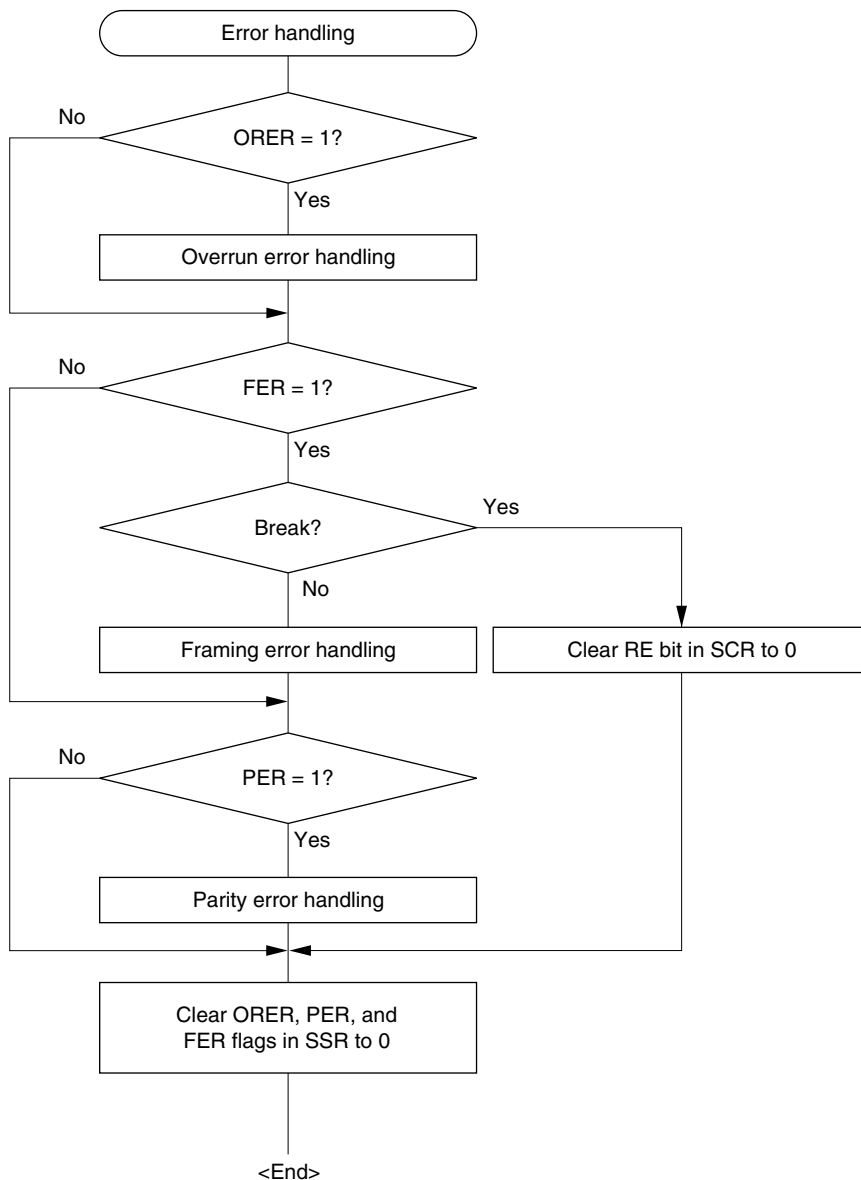 Error handling
No
ORER = 1?
Yes
Overrun error handling
No
FER = 1?
Yes
Break?
Yes
No
Framing error handling
Clear RE bit in SCR to 0
No
PER = 1?
Yes
Parity error handling
Clear ORER, PER, and
FER flags in SSR to 0
<End>